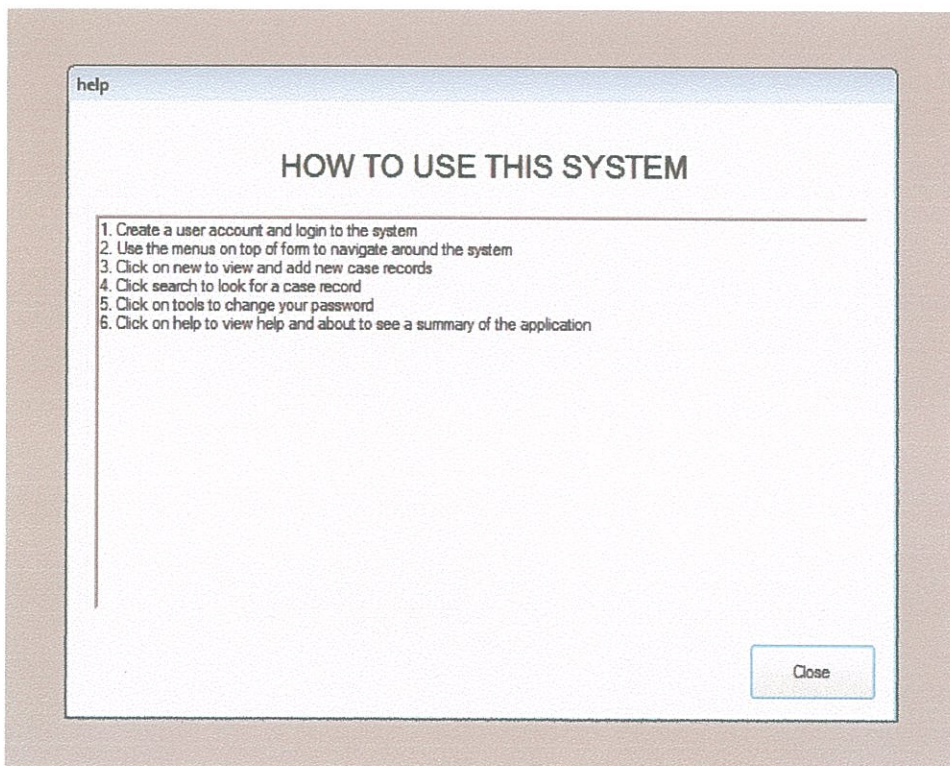 help
HOW TO USE THIS SYSTEM
1. Create a user account and login to the system
2. Use the menus on top of form to navigate around the system
3. Click on new to view and add new case records
4. Click search to look for a case record
5. Click on tools to change your password
6. Click on help to view help and about to see a summary of the application
Close